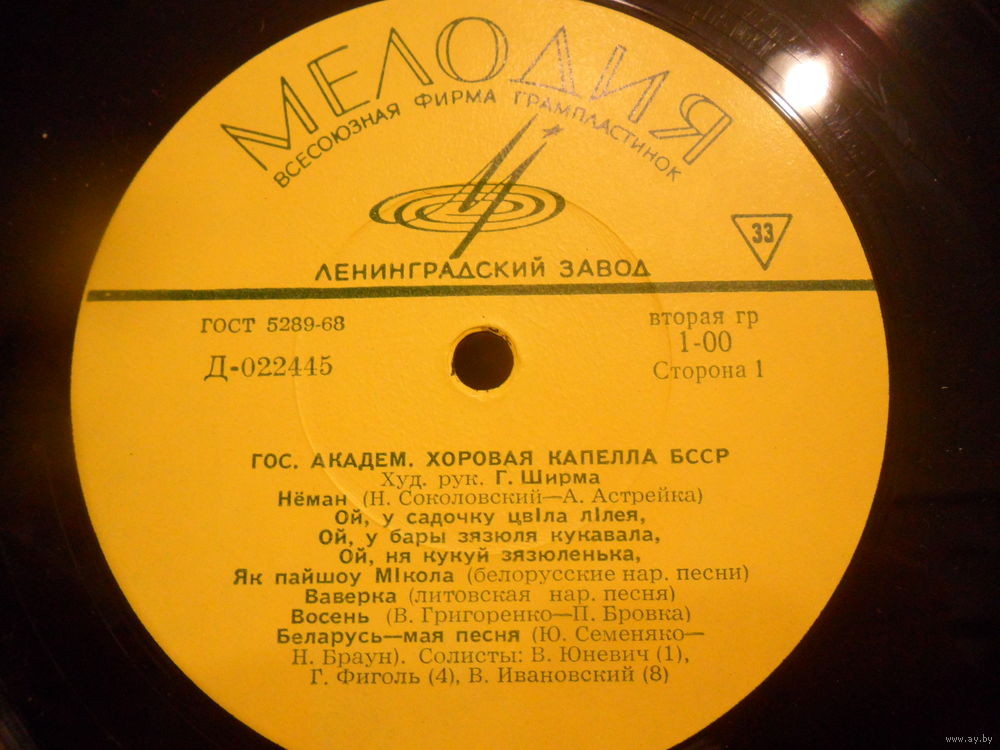 МЕЛОДИЯ
ВСЕСОЮЗНАЯ ФИРМА ГРАМПЛАСТИНОК
33
ЛЕНИНГРАДСКИЙ ЗАВОД
ГОСТ 5289-68
вторая гр
Д-022445
1-00
Сторона 1
ГОС. АКАДЕМ. ХОРОВАЯ КАПЕЛЛА БССР
Худ. рук. Г. Ширма
Нёман (Н. Соколовский—А. Астрейка)
Ой, у садочку цвIла лIлея,
Ой, у бары зязюля кукавала,
Ой, ня кукуй зязюленька,
Як пайшоу МIкола (белорусские нар. песни)
Ваверка (литовская нар. песня)
Восень (В. Григоренко—П. Бровка)
Беларусь—мая песня (Ю. Семеняко—
Н. Браун). Солисты: В. Юневич (1),
Г. Фиголь (4), В. Ивановский (8)
www.ay.by